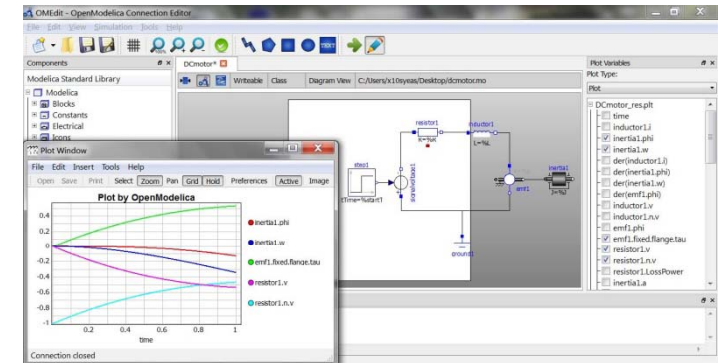 OMEdit - OpenModelica Connection Editor
File Edit View Simulation Tools Help
Components
Modelica Standard Library
Modelica
Blocks
Constants
Electrical
Icons
DCmotor*
Writeable Class Diagram View C:/Users/x10syeas/Desktop/dcmotor.mo
step1
tTime=%startT
signalvoltage1
resistor1
R=%R
inductor1
L=%L
emf1
inertia1
J=%J
ground1
Plot Window
File Edit Insert Tools Help
Open Save Print Select Zoom Pan Grid Hold Preferences Active Image
Plot by OpenModelica
0.4
0.2
0
-0.2
-0.4
-0.6
-0.8
-1
0.2 0.4 0.6 0.8 1
time
inertia1.phi
inertia1.w
emf1.fixed.flange.tau
resistor1.v
resistor1.n.v
Connection closed
Plot Variables
Plot Type:
Plot
DCmotor_res.plt
time
inductor1.i
inertia1.phi
inertia1.w
der(inductor1.i)
der(inertia1.phi)
der(inertia1.w)
der(emf1.phi)
inductor1.v
inductor1.n.v
emf1.phi
emf1.fixed.flange.tau
resistor1.v
resistor1.n.v
resistor1.LossPower
inertia1.a